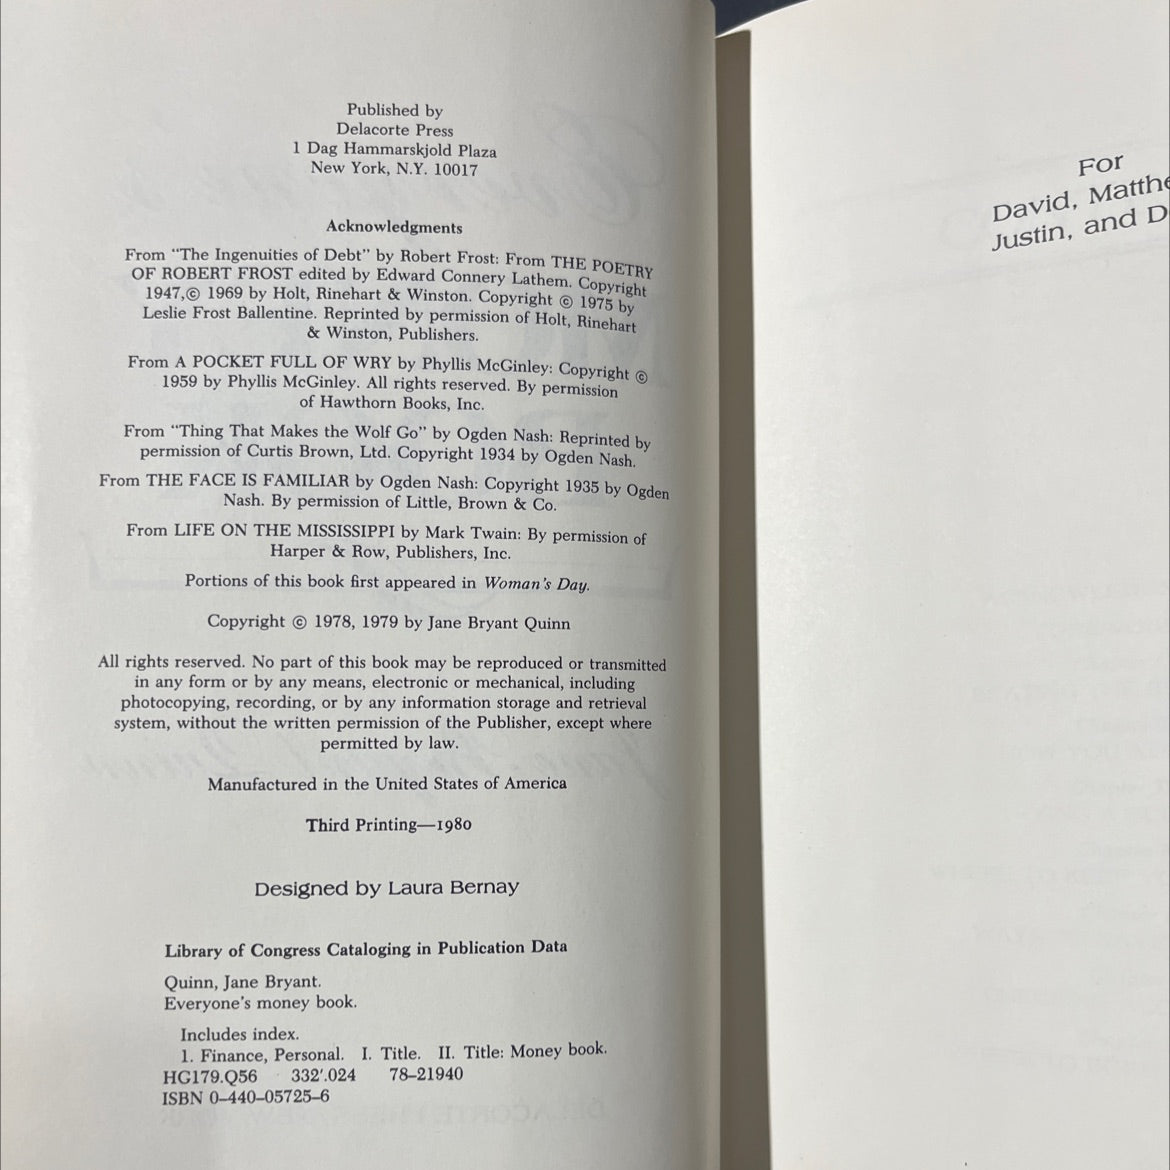 Published by
Delacorte Press
1 Dag Hammarskjold Plaza
New York, N.Y. 10017
Acknowledgments
From “The Ingenuities of Debt” by Robert Frost: From THE POETRY
OF ROBERT FROST edited by Edward Connery Lathem. Copyright
1947,© 1969 by Holt, Rinehart & Winston. Copyright © 1975 by
Leslie Frost Ballentine. Reprinted by permission of Holt, Rinehart
& Winston, Publishers.
From A POCKET FULL OF WRY by Phyllis McGinley: Copyright ©
1959 by Phyllis McGinley. All rights reserved. By permission
of Hawthorn Books, Inc.
From “Thing That Makes the Wolf Go” by Ogden Nash: Reprinted by
permission of Curtis Brown, Ltd. Copyright 1934 by Ogden Nash.
From THE FACE IS FAMILIAR by Ogden Nash: Copyright 1935 by Ogden
Nash. By permission of Little, Brown & Co.
From LIFE ON THE MISSISSIPPI by Mark Twain: By permission of
Harper & Row, Publishers, Inc.
Portions of this book first appeared in Woman's Day.
Copyright © 1978, 1979 by Jane Bryant Quinn
All rights reserved. No part of this book may be reproduced or transmitted
in any form or by any means, electronic or mechanical, including
photocopying, recording, or by any information storage and retrieval
system, without the written permission of the Publisher, except where
permitted by law.
Manufactured in the United States of America
Third Printing—1980
Designed by Laura Bernay
Library of Congress Cataloging in Publication Data
Quinn, Jane Bryant.
Everyone's money book.
Includes index.
1. Finance, Personal. I. Title. II. Title: Money book.
HG179.Q56 332'.024 78–21940
ISBN 0–440–05725–6
For
David, Matthe
Justin, and D